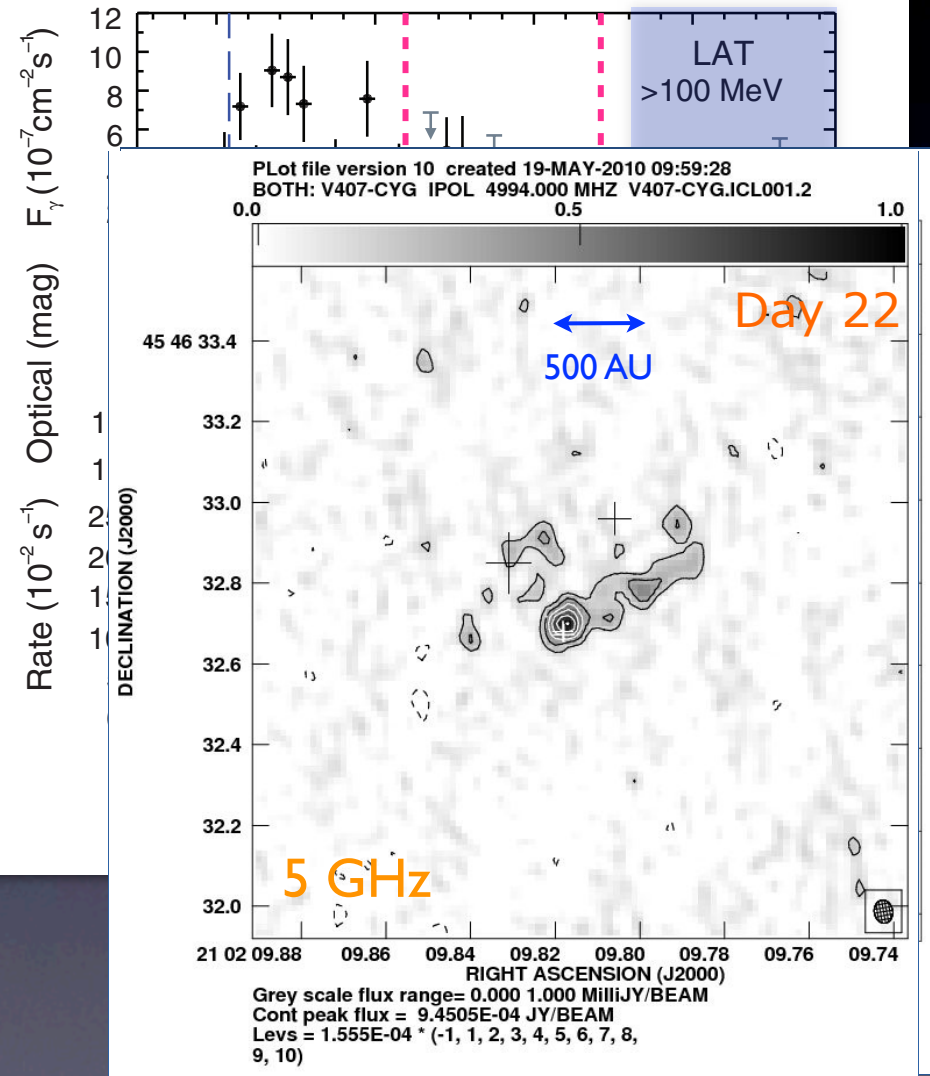 12
10
8
6
F_γ (10⁻⁷cm⁻²s⁻¹)
Optical (mag)
Rate (10⁻² s⁻¹)
LAT
>100 MeV
1
1
20
10
PLot file version 10 created 19-MAY-2010 09:59:28
BOTH: V407-CYG IPOL 4994.000 MHZ V407-CYG.ICL001.2
0.0 0.5 1.0
Day 22
500 AU
DECLINATION (J2000)
45 46 33.4
33.2
33.0
32.8
32.6
32.4
32.2
32.0
5 GHz
21 02 09.88 09.86 09.84 09.82 09.80 09.78 09.76 09.74
RIGHT ASCENSION (J2000)
Grey scale flux range= 0.000 1.000 MilliJY/BEAM
Cont peak flux = 9.4505E-04 JY/BEAM
Levs = 1.555E-04 * (-1, 1, 2, 3, 4, 5, 6, 7, 8,
9, 10)